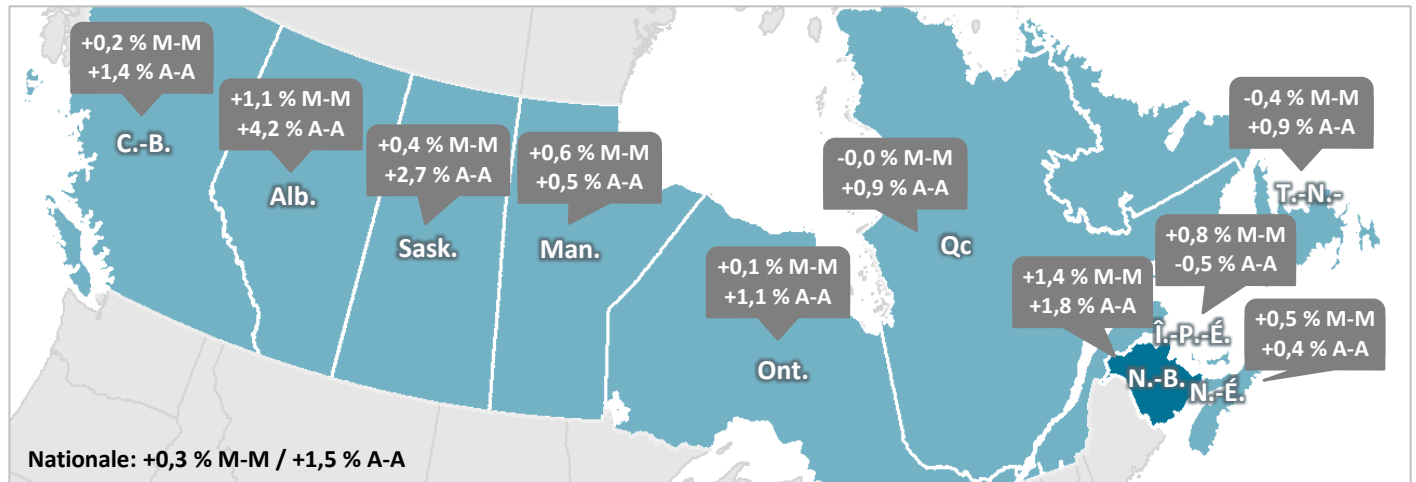 +0,2 % M-M
+1,4 % A-A
C.-B.
+1,1 % M-M
+4,2 % A-A
Alb.
+0,4 % M-M
+2,7 % A-A
Sask.
+0,6 % M-M
+0,5 % A-A
Man.
+0,1 % M-M
+1,1 % A-A
Ont.
-0,0 % M-M
+0,9 % A-A
Qc
-0,4 % M-M
+0,9 % A-A
T.-N.-
+0,8 % M-M
-0,5 % A-A
Î.-P.-É.
+1,4 % M-M
+1,8 % A-A
N.-B.
+0,5 % M-M
+0,4 % A-A
N.-É.
Nationale: +0,3 % M-M / +1,5 % A-A